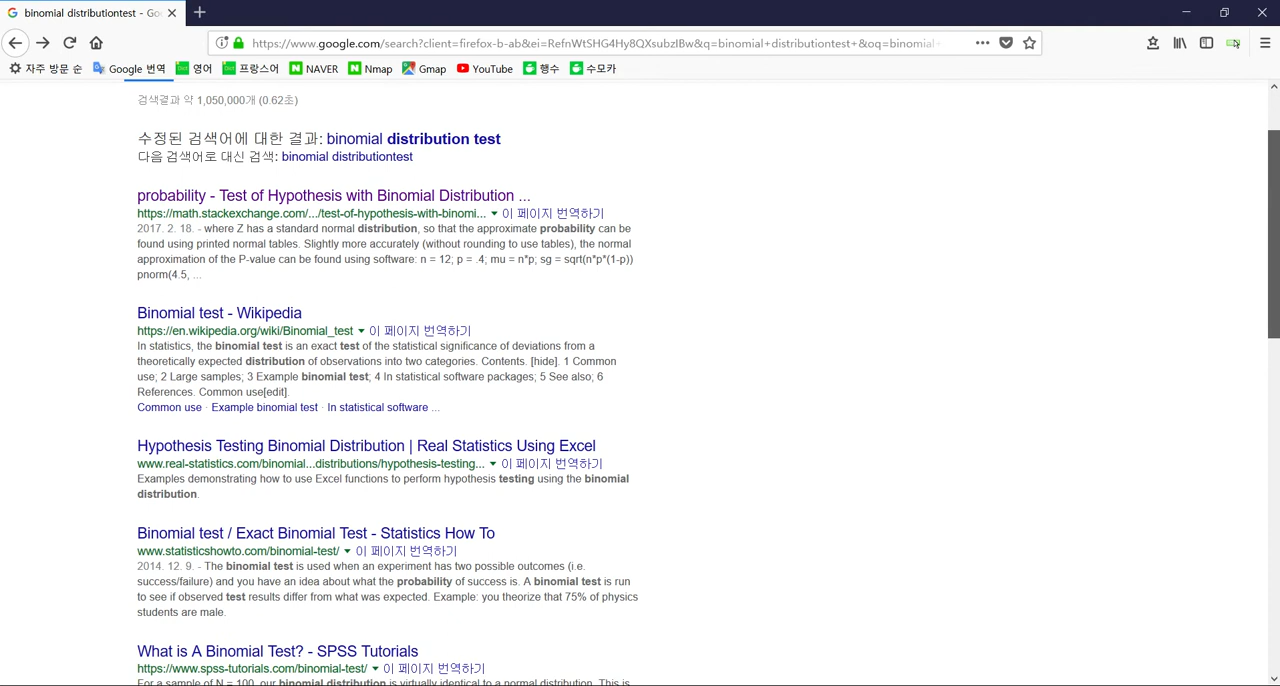 binomial distributiontest - Goo
https://www.google.com/search?client=firefox-b-ab&ei=RefnWtSHG4Hy8QXsubzIBw&q=binomial+distributiontest+&oq=binomial
자주 방문 순 Google 번역 영어 프랑스어 NAVER Nmap Gmap YouTube 행수 수모카
검색결과 약 1,050,000개 (0.62초)
수정된 검색어에 대한 결과: binomial distribution test
다음 검색어로 대신 검색: binomial distributiontest
probability - Test of Hypothesis with Binomial Distribution ...
https://math.stackexchange.com/.../test-of-hypothesis-with-binomi... ▼ 이 페이지 번역하기
2017. 2. 18. - where Z has a standard normal distribution, so that the approximate probability can be
found using printed normal tables. Slightly more accurately (without rounding to use tables), the normal
approximation of the P-value can be found using software: n = 12; p = .4; mu = n*p; sg = sqrt(n*p*(1-p))
pnorm(4.5, ...
Binomial test - Wikipedia
https://en.wikipedia.org/wiki/Binomial_test ▼ 이 페이지 번역하기
In statistics, the binomial test is an exact test of the statistical significance of deviations from a
theoretically expected distribution of observations into two categories. Contents. [hide]. 1 Common
use; 2 Large samples; 3 Example binomial test; 4 In statistical software packages; 5 See also; 6
References. Common use[edit].
Common use · Example binomial test · In statistical software ...
Hypothesis Testing Binomial Distribution | Real Statistics Using Excel
www.real-statistics.com/binomial...distributions/hypothesis-testing... ▼ 이 페이지 번역하기
Examples demonstrating how to use Excel functions to perform hypothesis testing using the binomial
distribution.
Binomial test / Exact Binomial Test - Statistics How To
www.statisticshowto.com/binomial-test/ ▼ 이 페이지 번역하기
2014. 12. 9. - The binomial test is used when an experiment has two possible outcomes (i.e.
success/failure) and you have an idea about what the probability of success is. A binomial test is run
to see if observed test results differ from what was expected. Example: you theorize that 75% of physics
students are male.
What is A Binomial Test? - SPSS Tutorials
https://www.spss-tutorials.com/binomial-test/ ▼ 이 페이지 번역하기
For a sample of N = 100, our binomial distribution is virtually identical to a normal distribution. This is